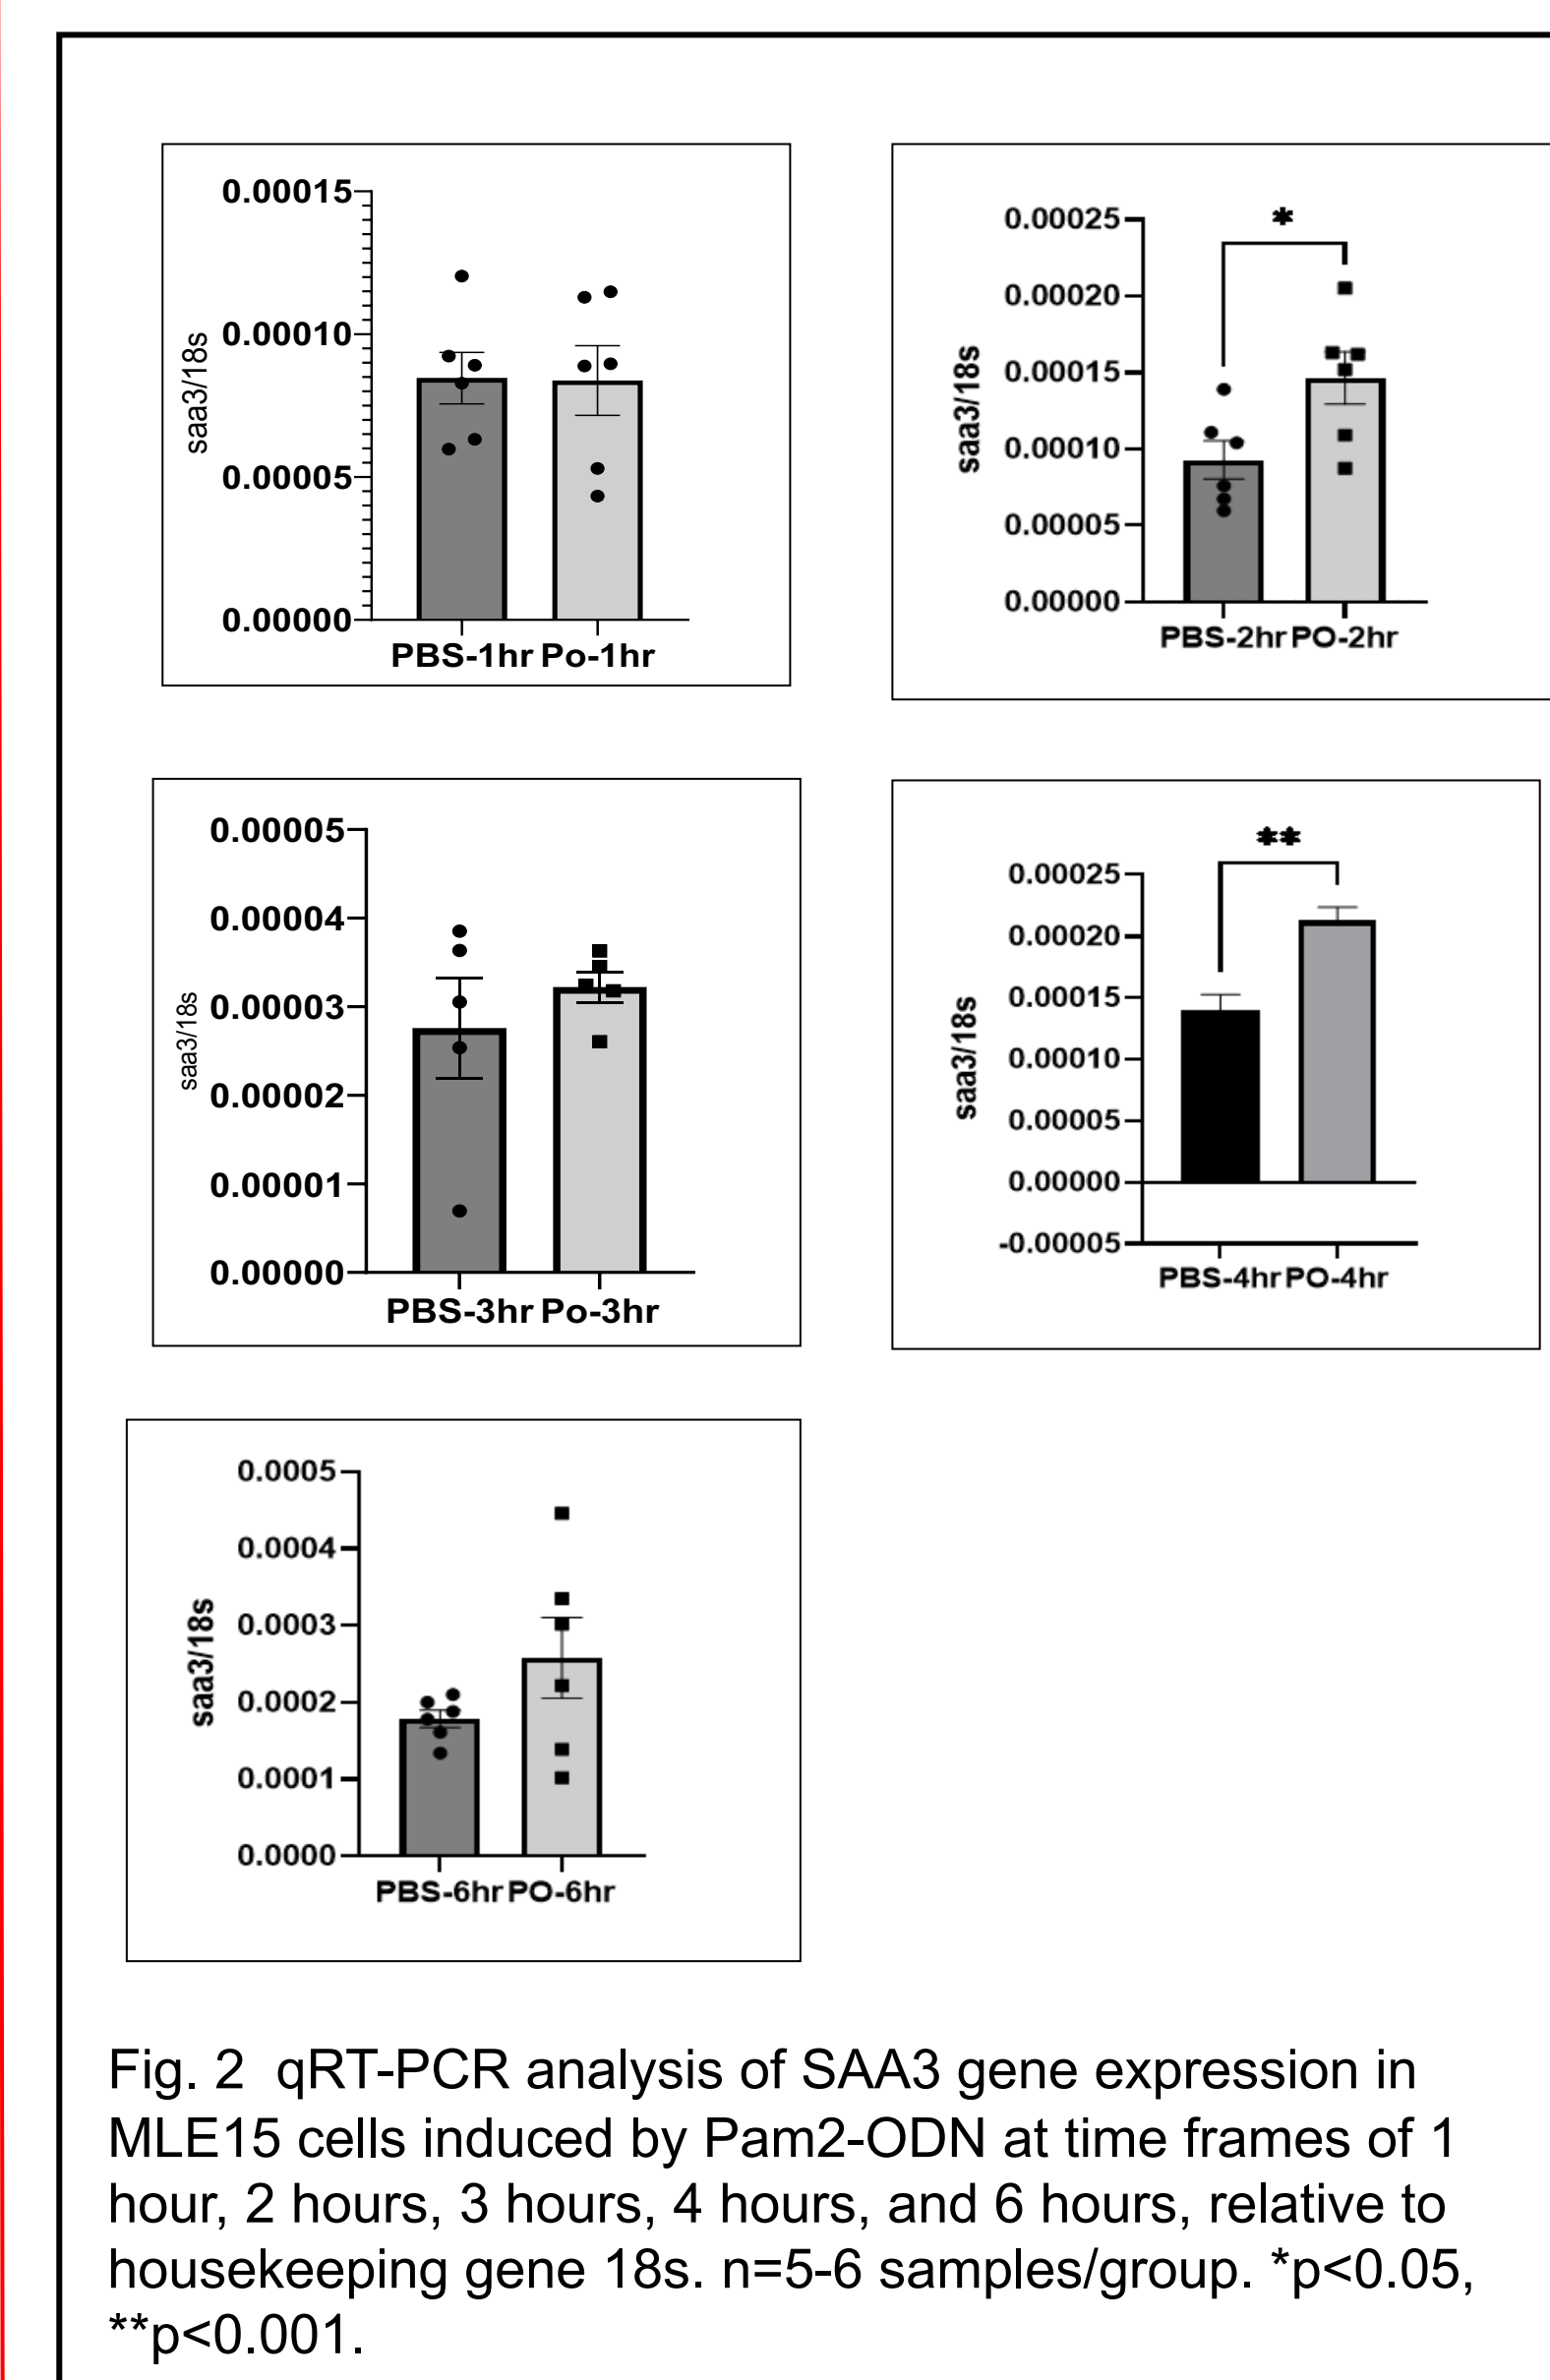 0.00015
0.00010
0.00005
0.00000
saa3/18s
PBS-1hr Po-1hr
*
0.00025
0.00020
0.00015
0.00010
0.00005
0.00000
saa3/18s
PBS-2hr PO-2hr
0.00005
0.00004
0.00003
0.00002
0.00001
0.00000
saa3/18s
PBS-3hr Po-3hr
**
0.00025
0.00020
0.00015
0.00010
0.00005
0.00000
-0.00005
saa3/18s
PBS-4hr PO-4hr
0.0005
0.0004
0.0003
0.0002
0.0001
0.0000
saa3/18s
PBS-6hr PO-6hr
Fig. 2 qRT-PCR analysis of SAA3 gene expression in
MLE15 cells induced by Pam2-ODN at time frames of 1
hour, 2 hours, 3 hours, 4 hours, and 6 hours, relative to
housekeeping gene 18s. n=5-6 samples/group. *p<0.05,
**p<0.001.